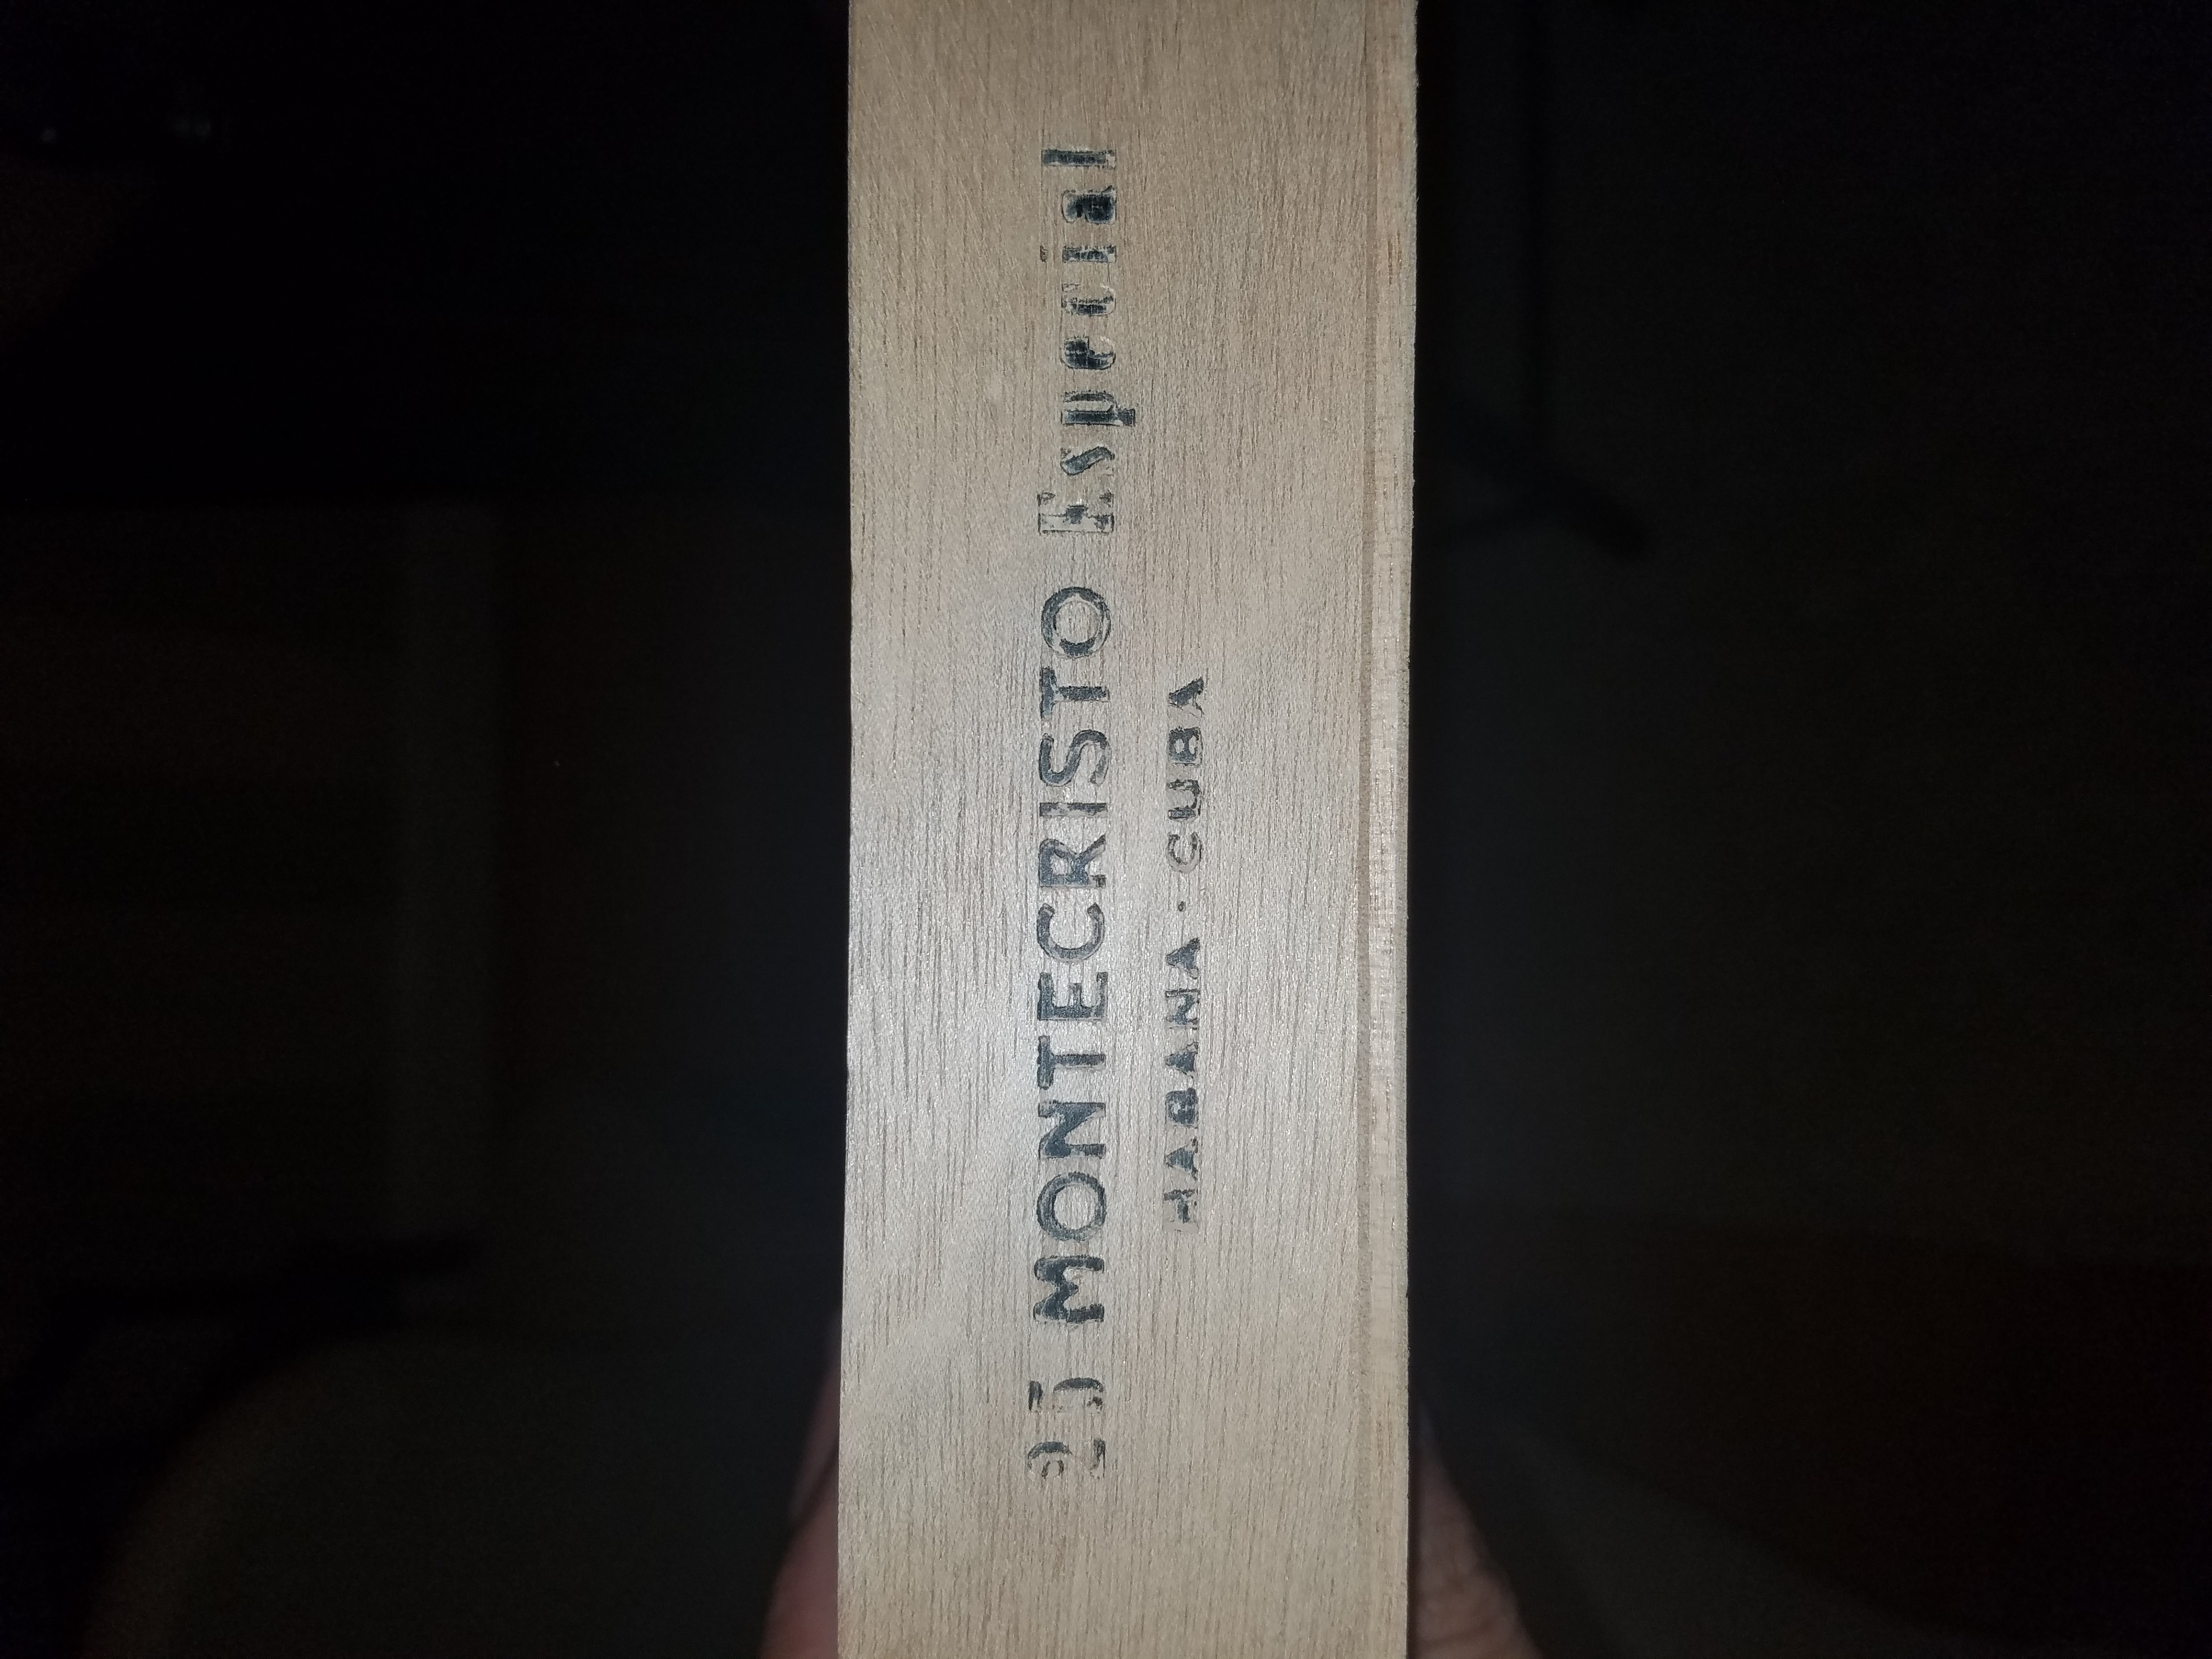 25 MONTECRISTO Especial
HABANA · CUBA